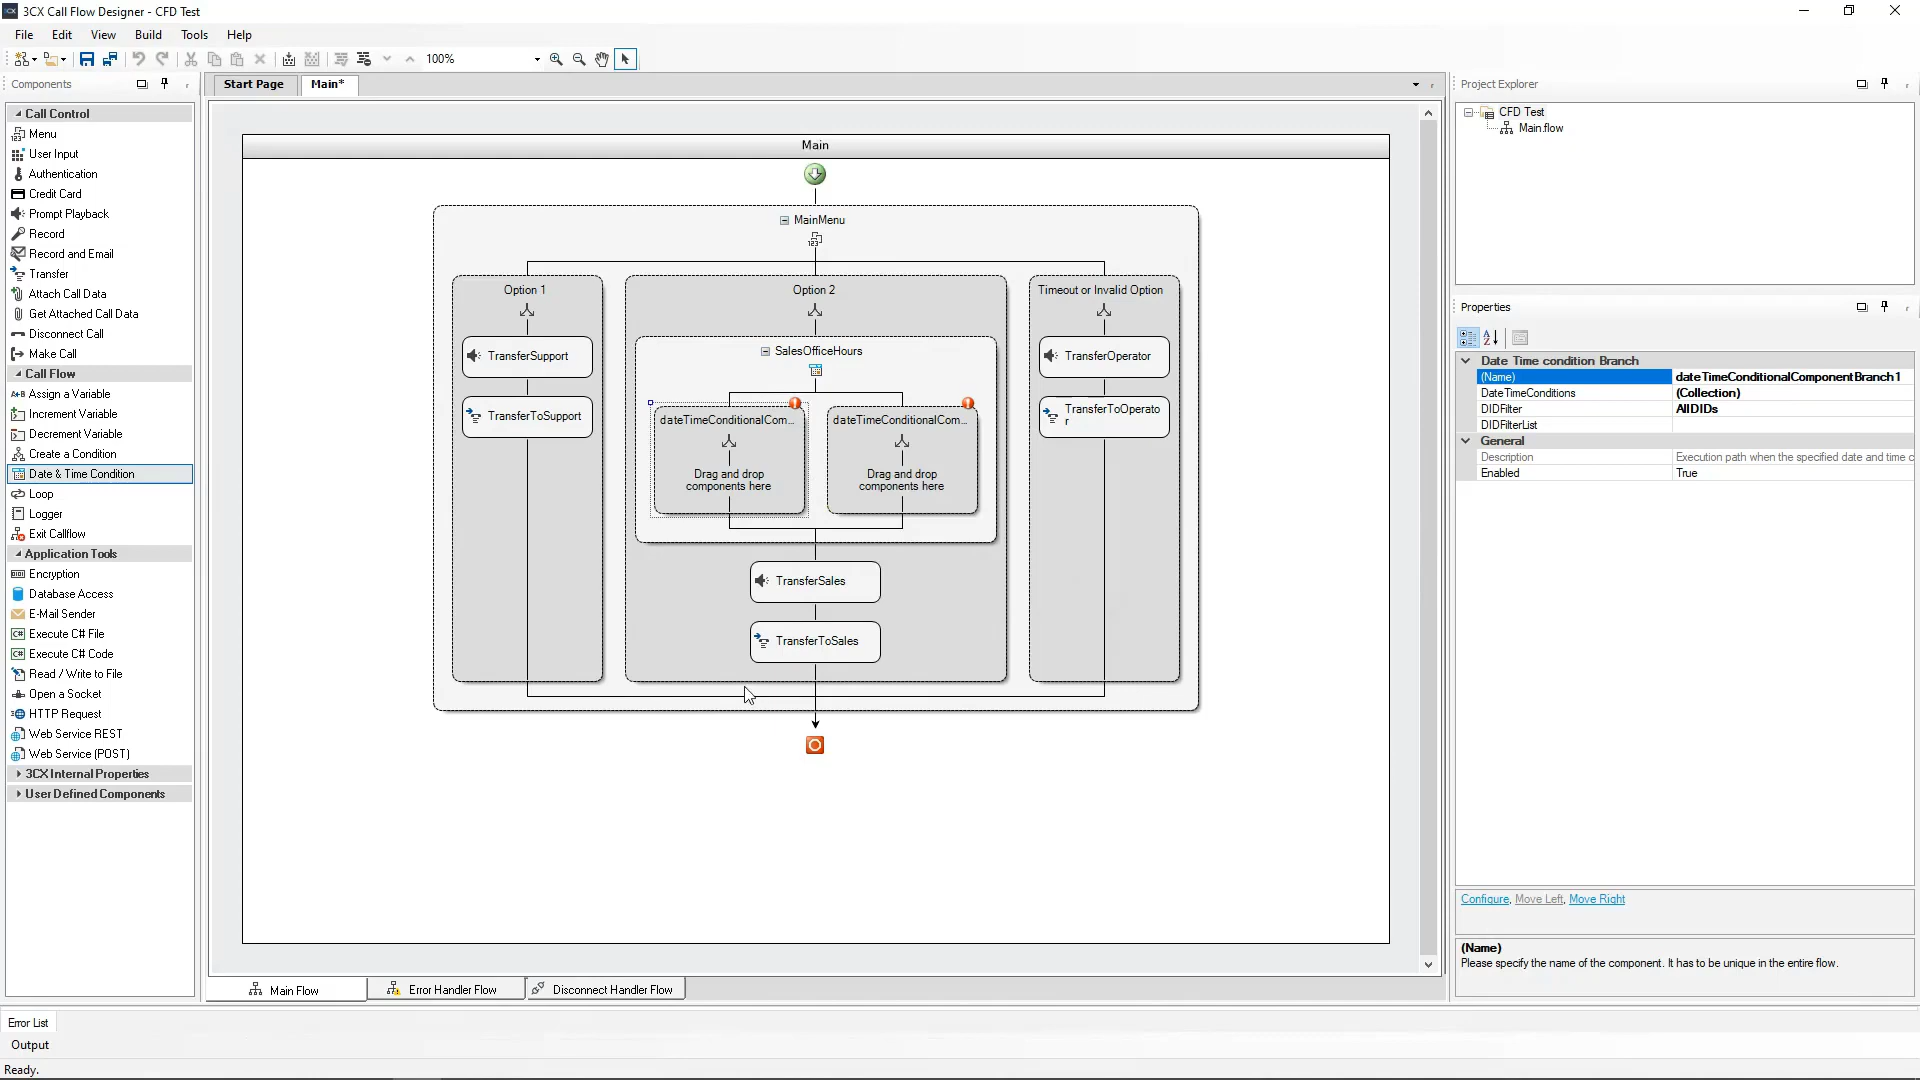 3CX Call Flow Designer - CFD Test
File Edit View Build Tools Help
100%
Components
Call Control
Menu
User Input
Authentication
Credit Card
Prompt Playback
Record
Record and Email
Transfer
Attach Call Data
Get Attached Call Data
Disconnect Call
Make Call
Call Flow
Assign a Variable
Increment Variable
Decrement Variable
Create a Condition
Date & Time Condition
Loop
Logger
Exit Callflow
Application Tools
Encryption
Database Access
E-Mail Sender
Execute C# File
Execute C# Code
Read / Write to File
Open a Socket
HTTP Request
Web Service REST
Web Service (POST)
3CX Internal Properties
User Defined Components
Start Page Main*
Main
MainMenu
Option 1
TransferSupport
TransferToSupport
Option 2
SalesOfficeHours
dateTimeConditionalCom...
Drag and drop
components here
dateTimeConditionalCom...
Drag and drop
components here
TransferSales
TransferToSales
Timeout or Invalid Option
TransferOperator
TransferToOperato
r
Main Flow Error Handler Flow Disconnect Handler Flow
Project Explorer
CFD Test
Main.flow
Properties
Date Time condition Branch
(Name) dateTimeConditionalComponentBranch1
DateTimeConditions (Collection)
DIDFilter AllDIDs
DIDFilterList
General
Description Execution path when the specified date and time c
Enabled True
Configure, Move Left, Move Right
(Name)
Please specify the name of the component. It has to be unique in the entire flow.
Error List
Output
Ready.